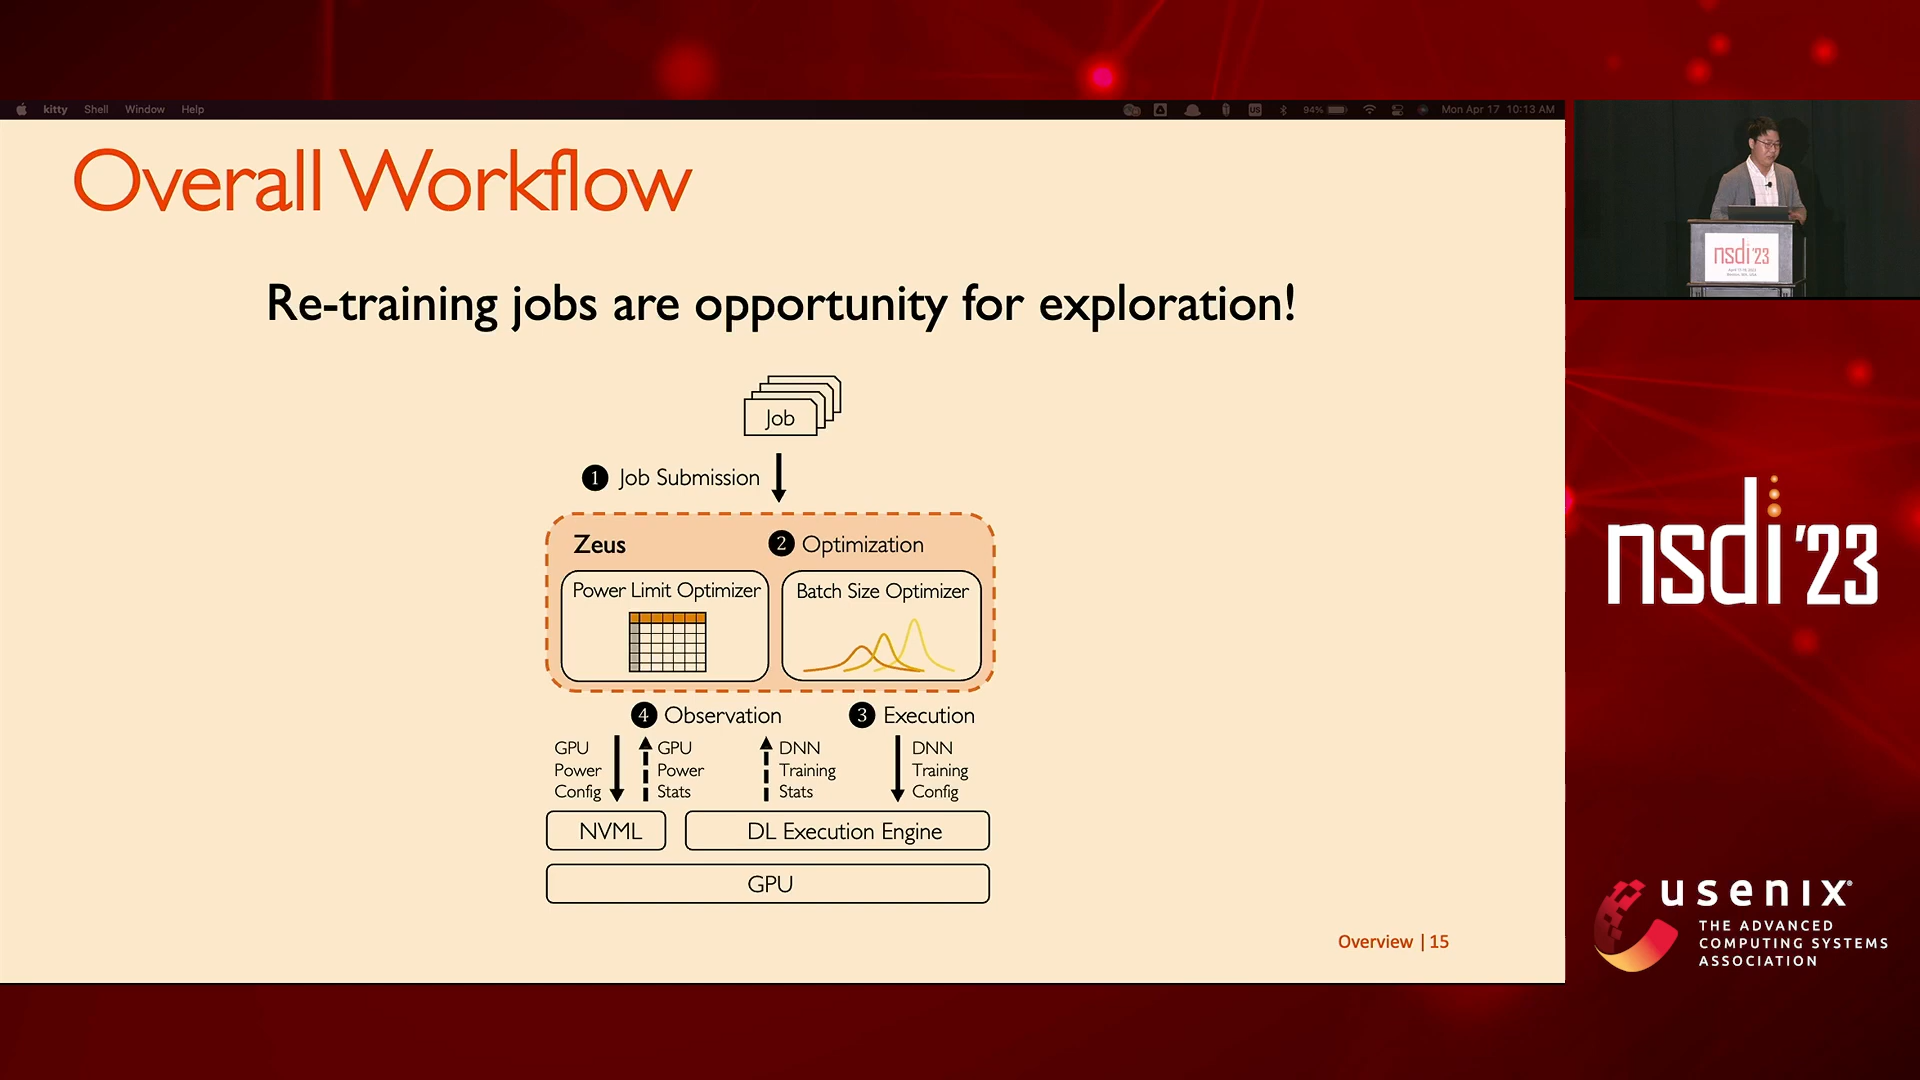 kitty Shell Window Help
94% Mon Apr 17 10:13 AM
Overall Workflow
Re-training jobs are opportunity for exploration!
Job
1 Job Submission
Zeus
2 Optimization
Power Limit Optimizer
Batch Size Optimizer
4 Observation
3 Execution
GPU
Power
Config
GPU
Power
Stats
DNN
Training
Stats
DNN
Training
Config
NVML
DL Execution Engine
GPU
Overview | 15
nsdi '23
nsdi '23
usenix®
THE ADVANCED
COMPUTING SYSTEMS
ASSOCIATION